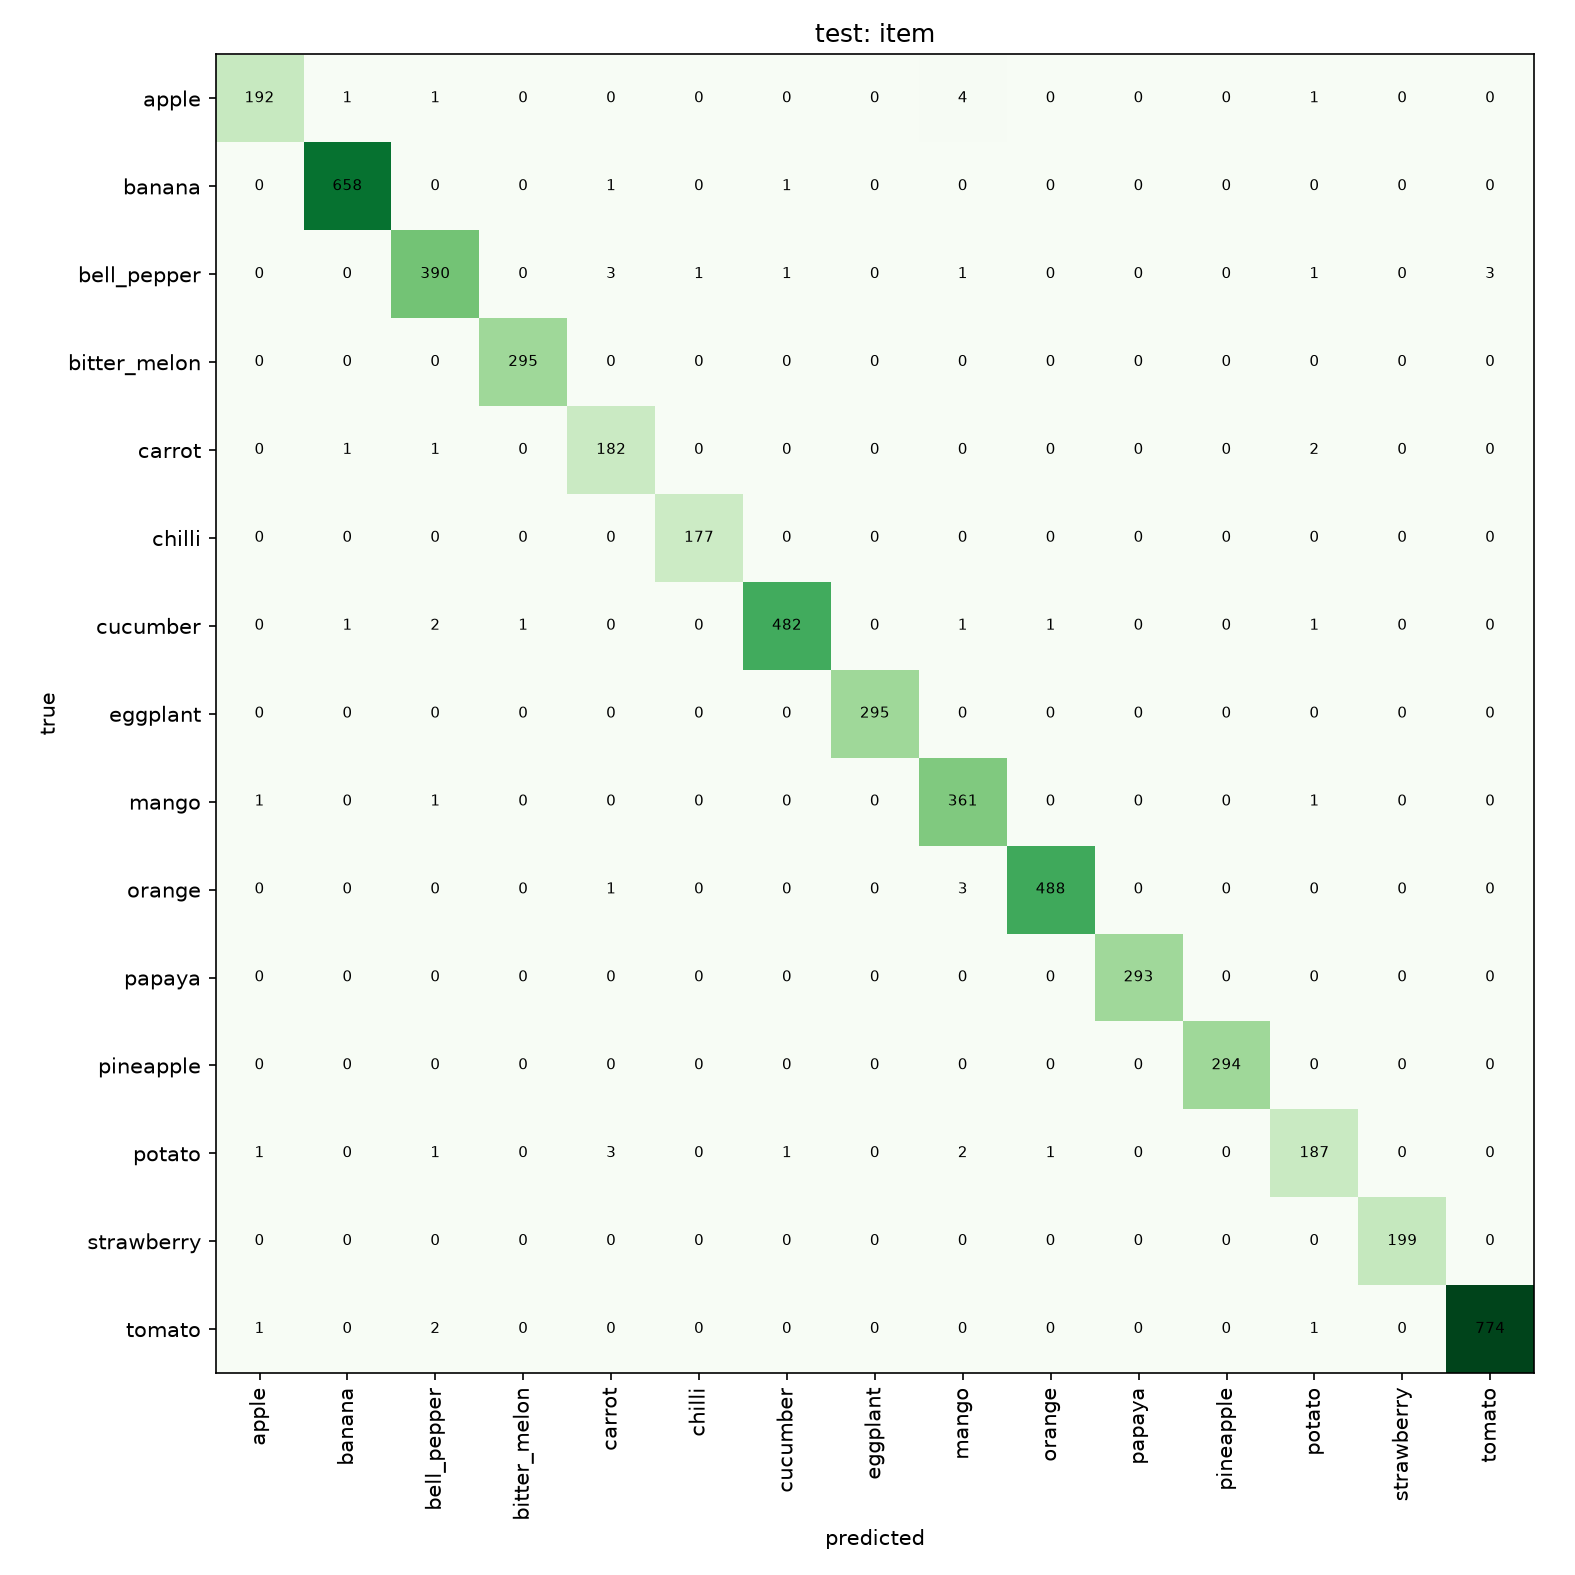 test: item
apple 192 1 1 0 0 0 0 0 4 0 0 0 1 0 0
banana 0 658 0 0 1 0 1 0 0 0 0 0 0 0 0
bell_pepper 0 0 390 0 3 1 1 0 1 0 0 0 1 0 3
bitter_melon 0 0 0 295 0 0 0 0 0 0 0 0 0 0 0
carrot 0 1 1 0 182 0 0 0 0 0 0 0 2 0 0
chilli 0 0 0 0 0 177 0 0 0 0 0 0 0 0 0
cucumber 0 1 2 1 0 0 482 0 1 1 0 0 1 0 0
true
eggplant 0 0 0 0 0 0 0 295 0 0 0 0 0 0 0
mango 1 0 1 0 0 0 0 0 361 0 0 0 1 0 0
orange 0 0 0 0 1 0 0 0 3 488 0 0 0 0 0
papaya 0 0 0 0 0 0 0 0 0 0 293 0 0 0 0
pineapple 0 0 0 0 0 0 0 0 0 0 0 294 0 0 0
potato 1 0 1 0 3 0 1 0 2 1 0 0 187 0 0
strawberry 0 0 0 0 0 0 0 0 0 0 0 0 0 199 0
tomato 1 0 2 0 0 0 0 0 0 0 0 0 1 0 774
apple banana bell_pepper bitter_melon carrot chilli cucumber eggplant mango orange papaya pineapple potato strawberry tomato
predicted